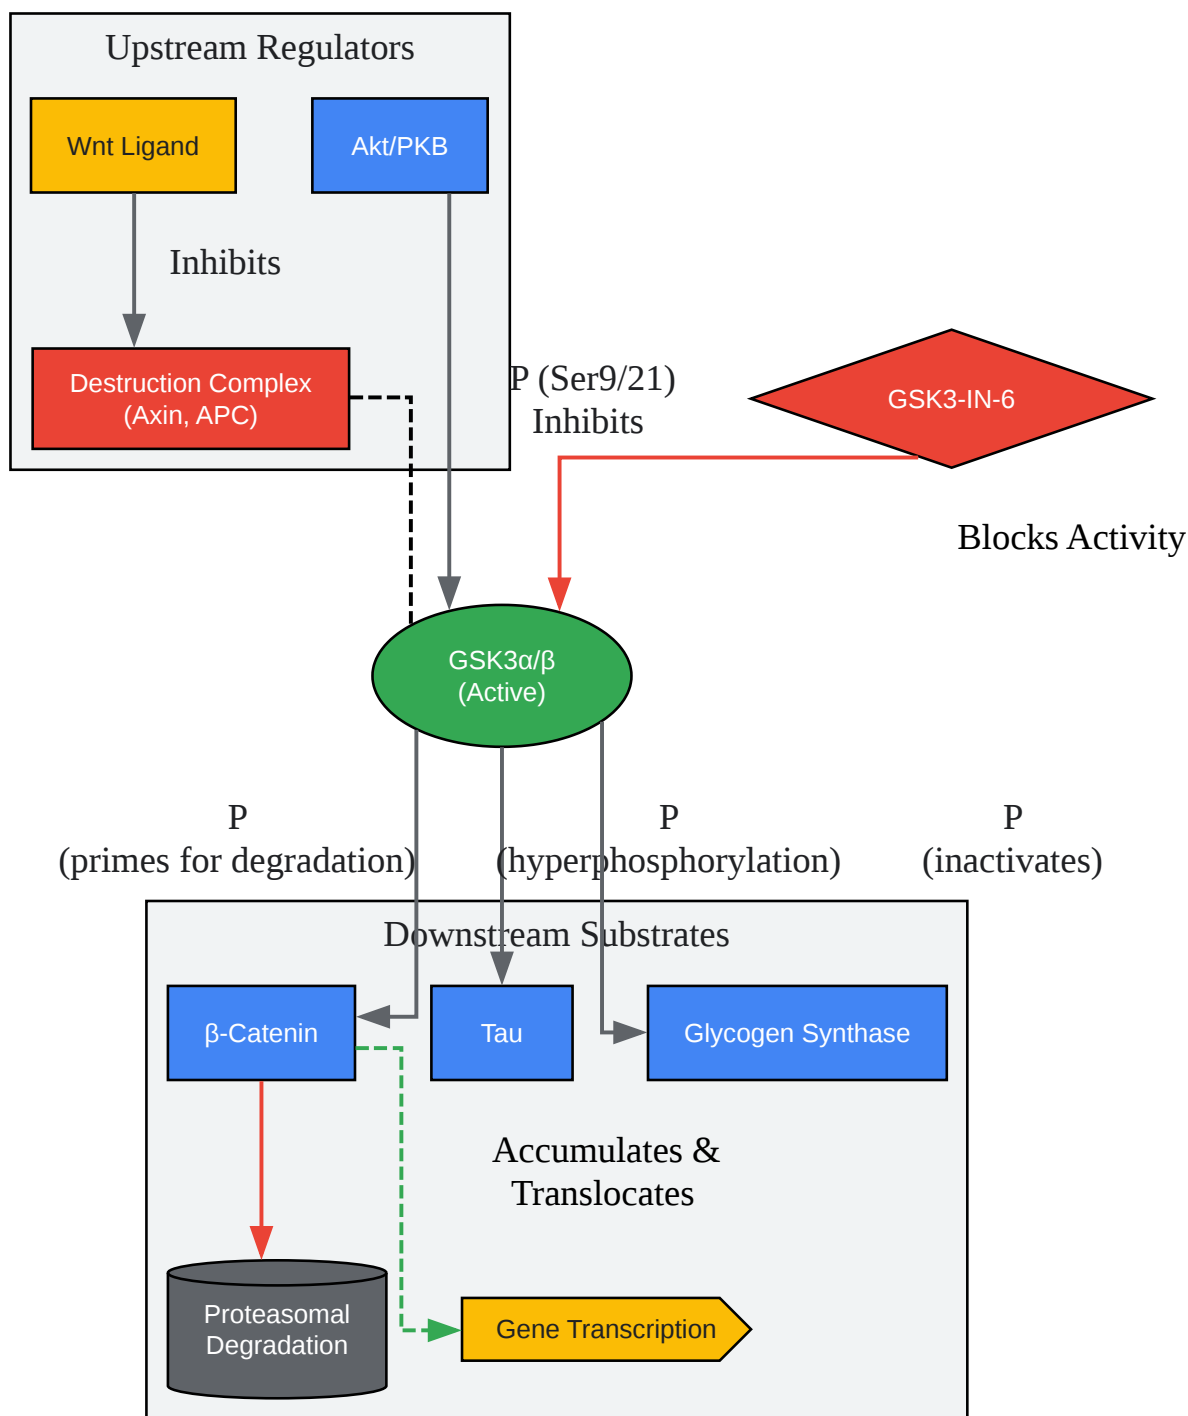 Upstream Regulators
Wnt Ligand
Akt/PKB
Inhibits
Destruction Complex
(Axin, APC)
P (Ser9/21)
Inhibits
GSK3-IN-6
Blocks Activity
GSK3α/β
(Active)
P
(primes for degradation)
P
(hyperphosphorylation)
P
(inactivates)
Downstream Substrates
β-Catenin
Tau
Glycogen Synthase
Accumulates &
Translocates
Proteasomal
Degradation
Gene Transcription